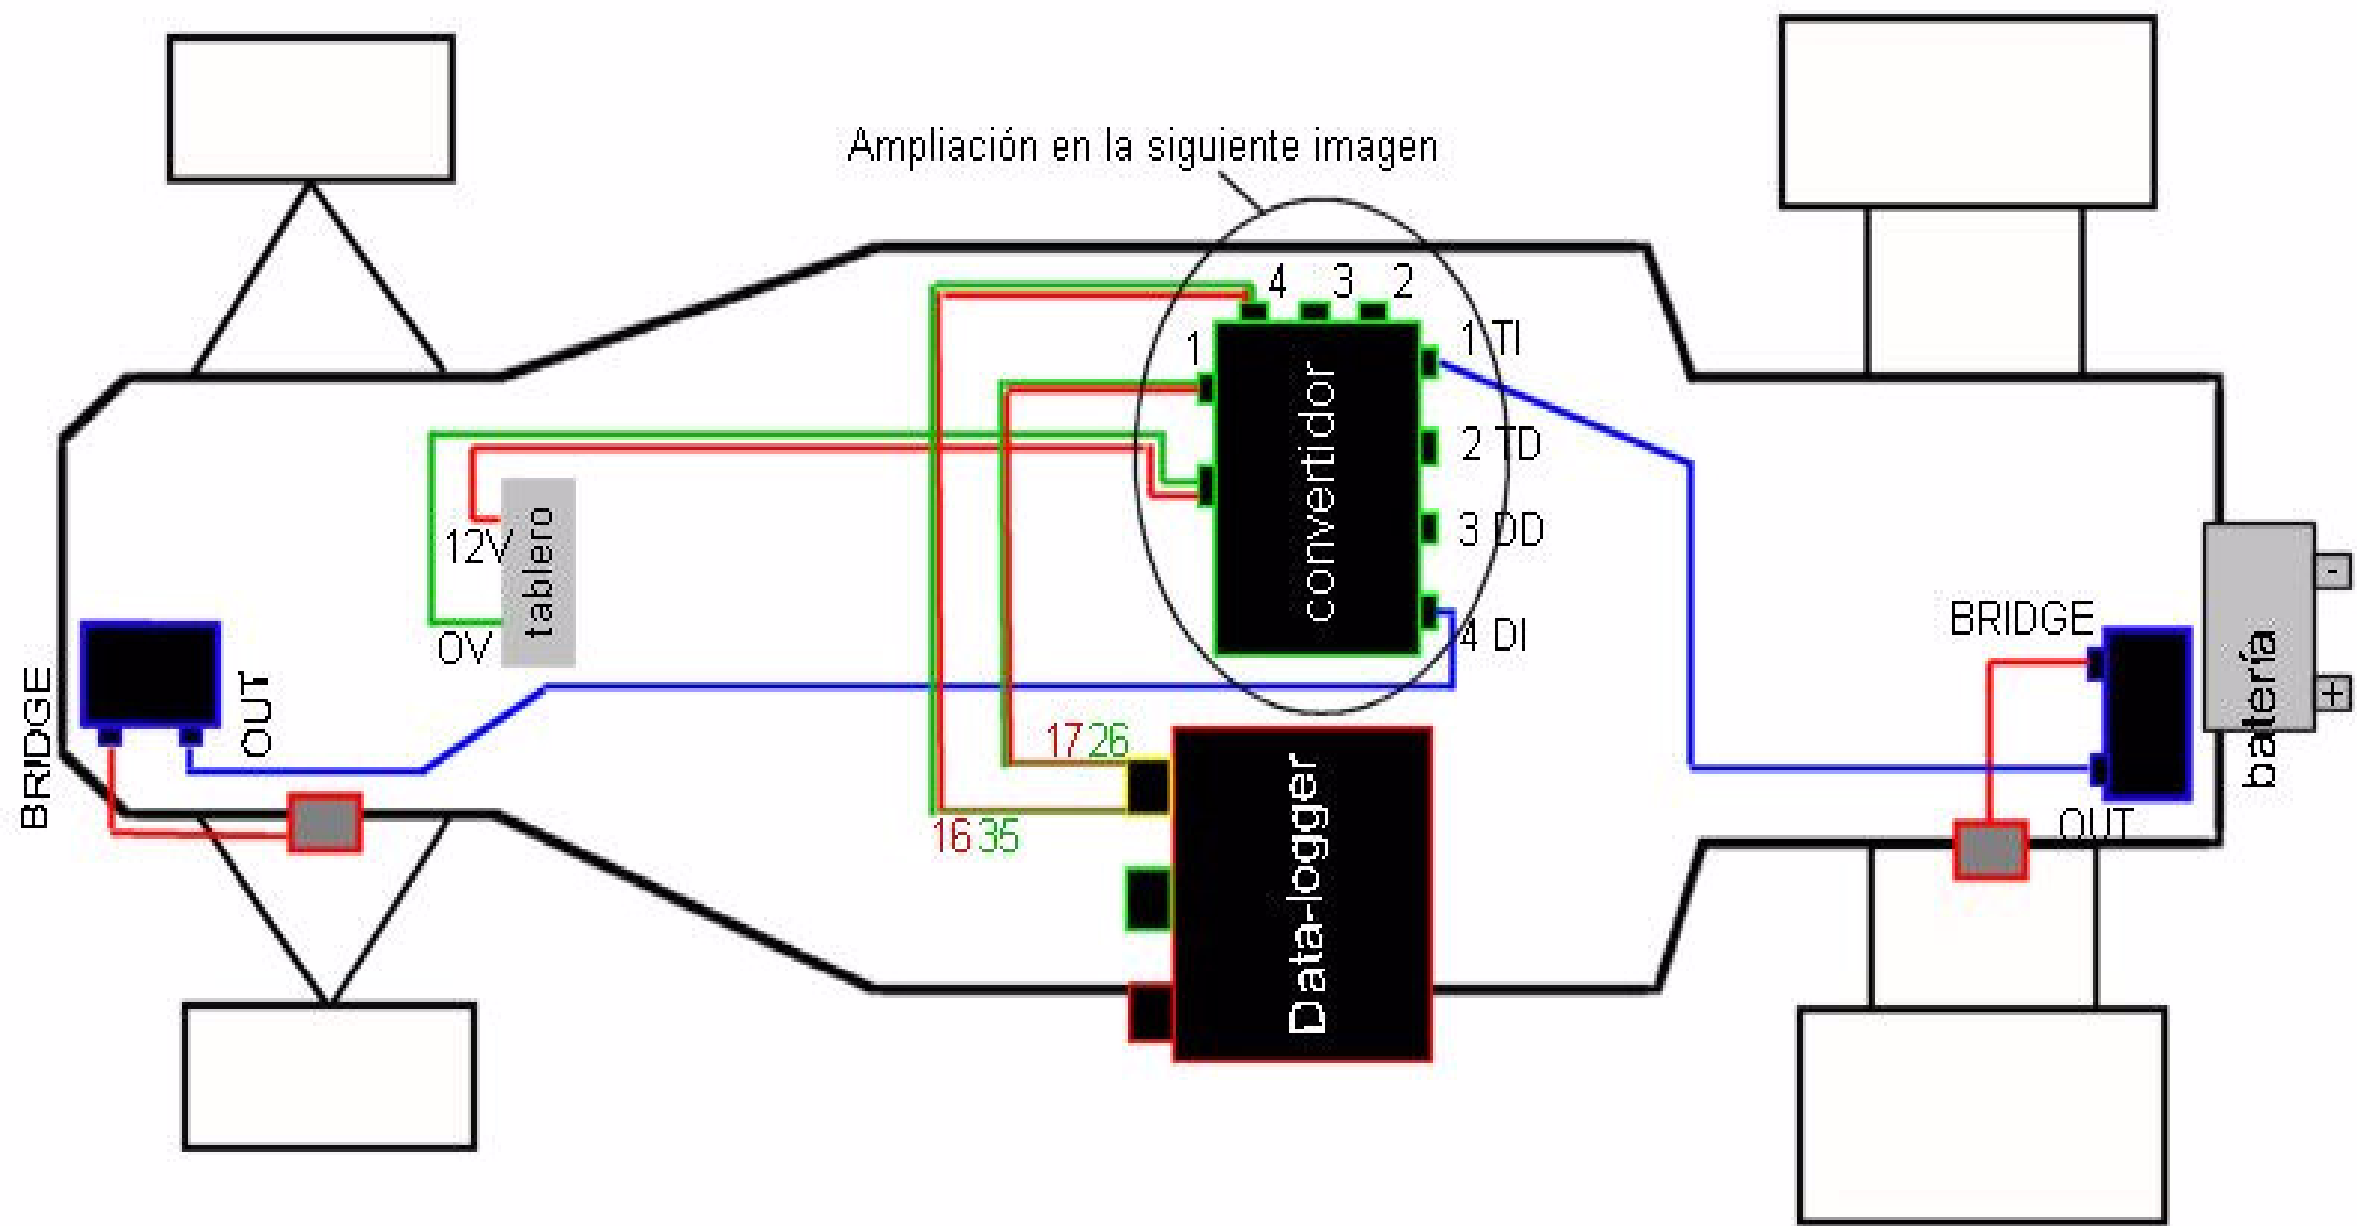 Ampliación en la siguiente imagen
4 3 2
1
1 TI
2 TD
3 DD
4 DI
convertidor
12V
0V
tablero
BRIDGE
OUT
17 26
16 35
Data-logger
BRIDGE
OUT
batería
-
+